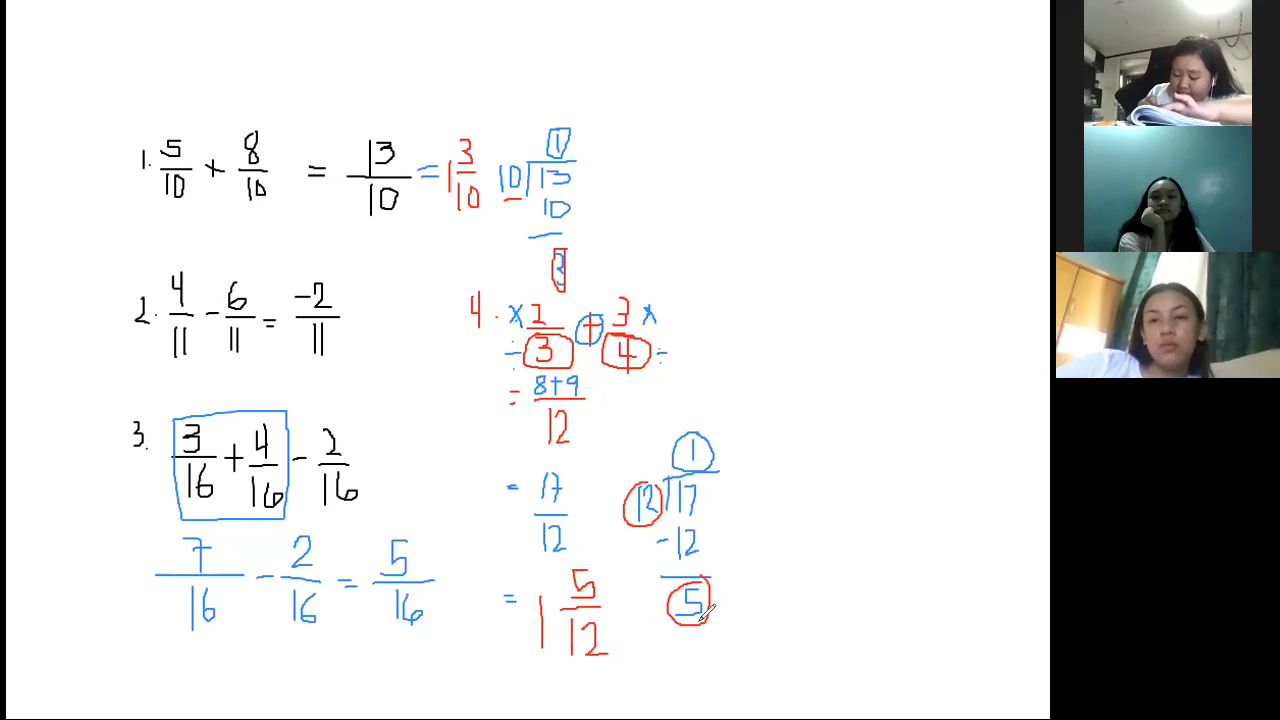 1. 5/10 + 8/10 = 13/10 = 1 3/10
1
10 13
10
3
2. 4/11 - 6/11 = -2/11
3. 3/16 + 4/16 - 2/16
7/16 - 2/16 = 5/16
4. × 2/3 + 3/4 ×
÷ ÷
= 8+9/12
= 17/12
= 1 5/12
1
12 17
-12
5